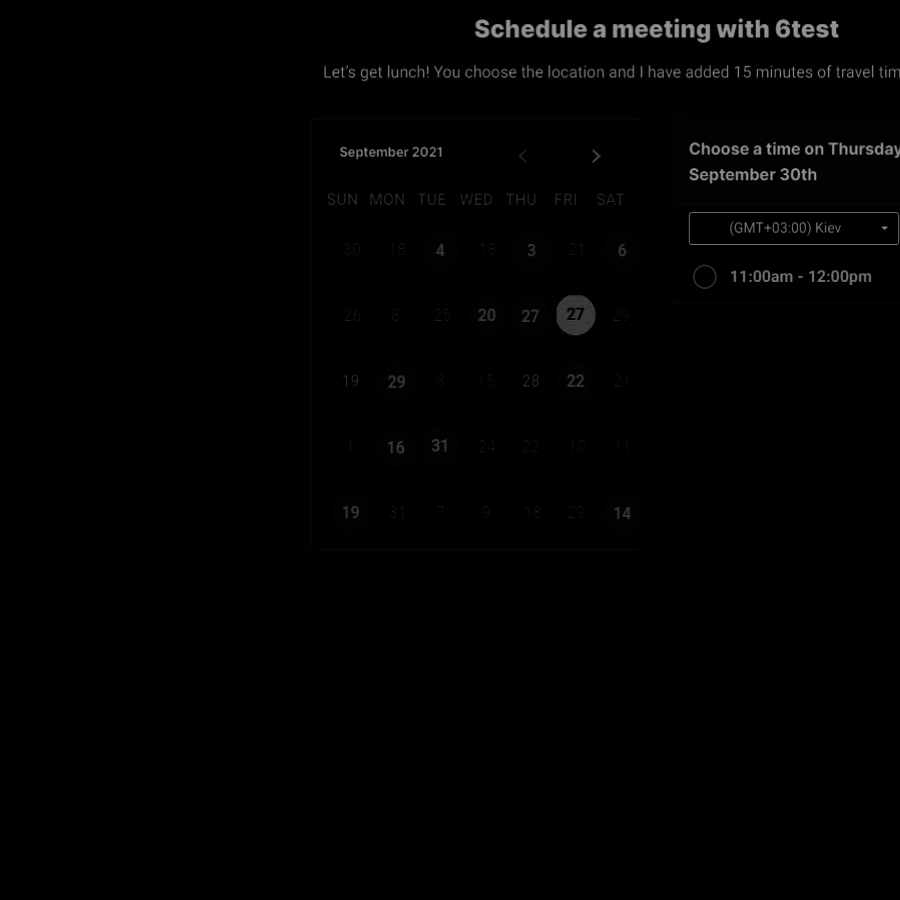 Schedule a meeting with 6test
Let's get lunch! You choose the location and I have added 15 minutes of travel tim
September 2021
SUN MON TUE WED THU FRI SAT
30 18 4 18 3 21 6
26 8 25 20 27 27 29
19 29 8 15 28 22 21
1 16 31 24 22 10 11
19 31 7 9 13 29 14
Choose a time on Thursday
September 30th
(GMT+03:00) Kiev
11:00am - 12:00pm